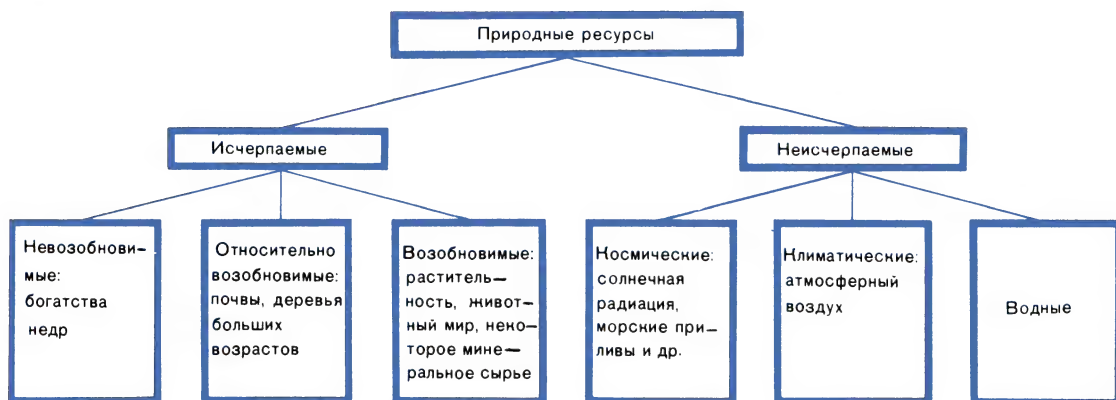 Природные ресурсы
Исчерпаемые
Неисчерпаемые
Невозобнови–
мые:
богатства
недр
Относительно
возобновимые:
почвы, деревья
больших
возрастов
Возобновимые:
раститель–
ность, живот–
ный мир, неко–
торое мине–
ральное сырье
Космические:
солнечная
радиация,
морские при–
ливы и др.
Климатические:
атмосферный
воздух
Водные